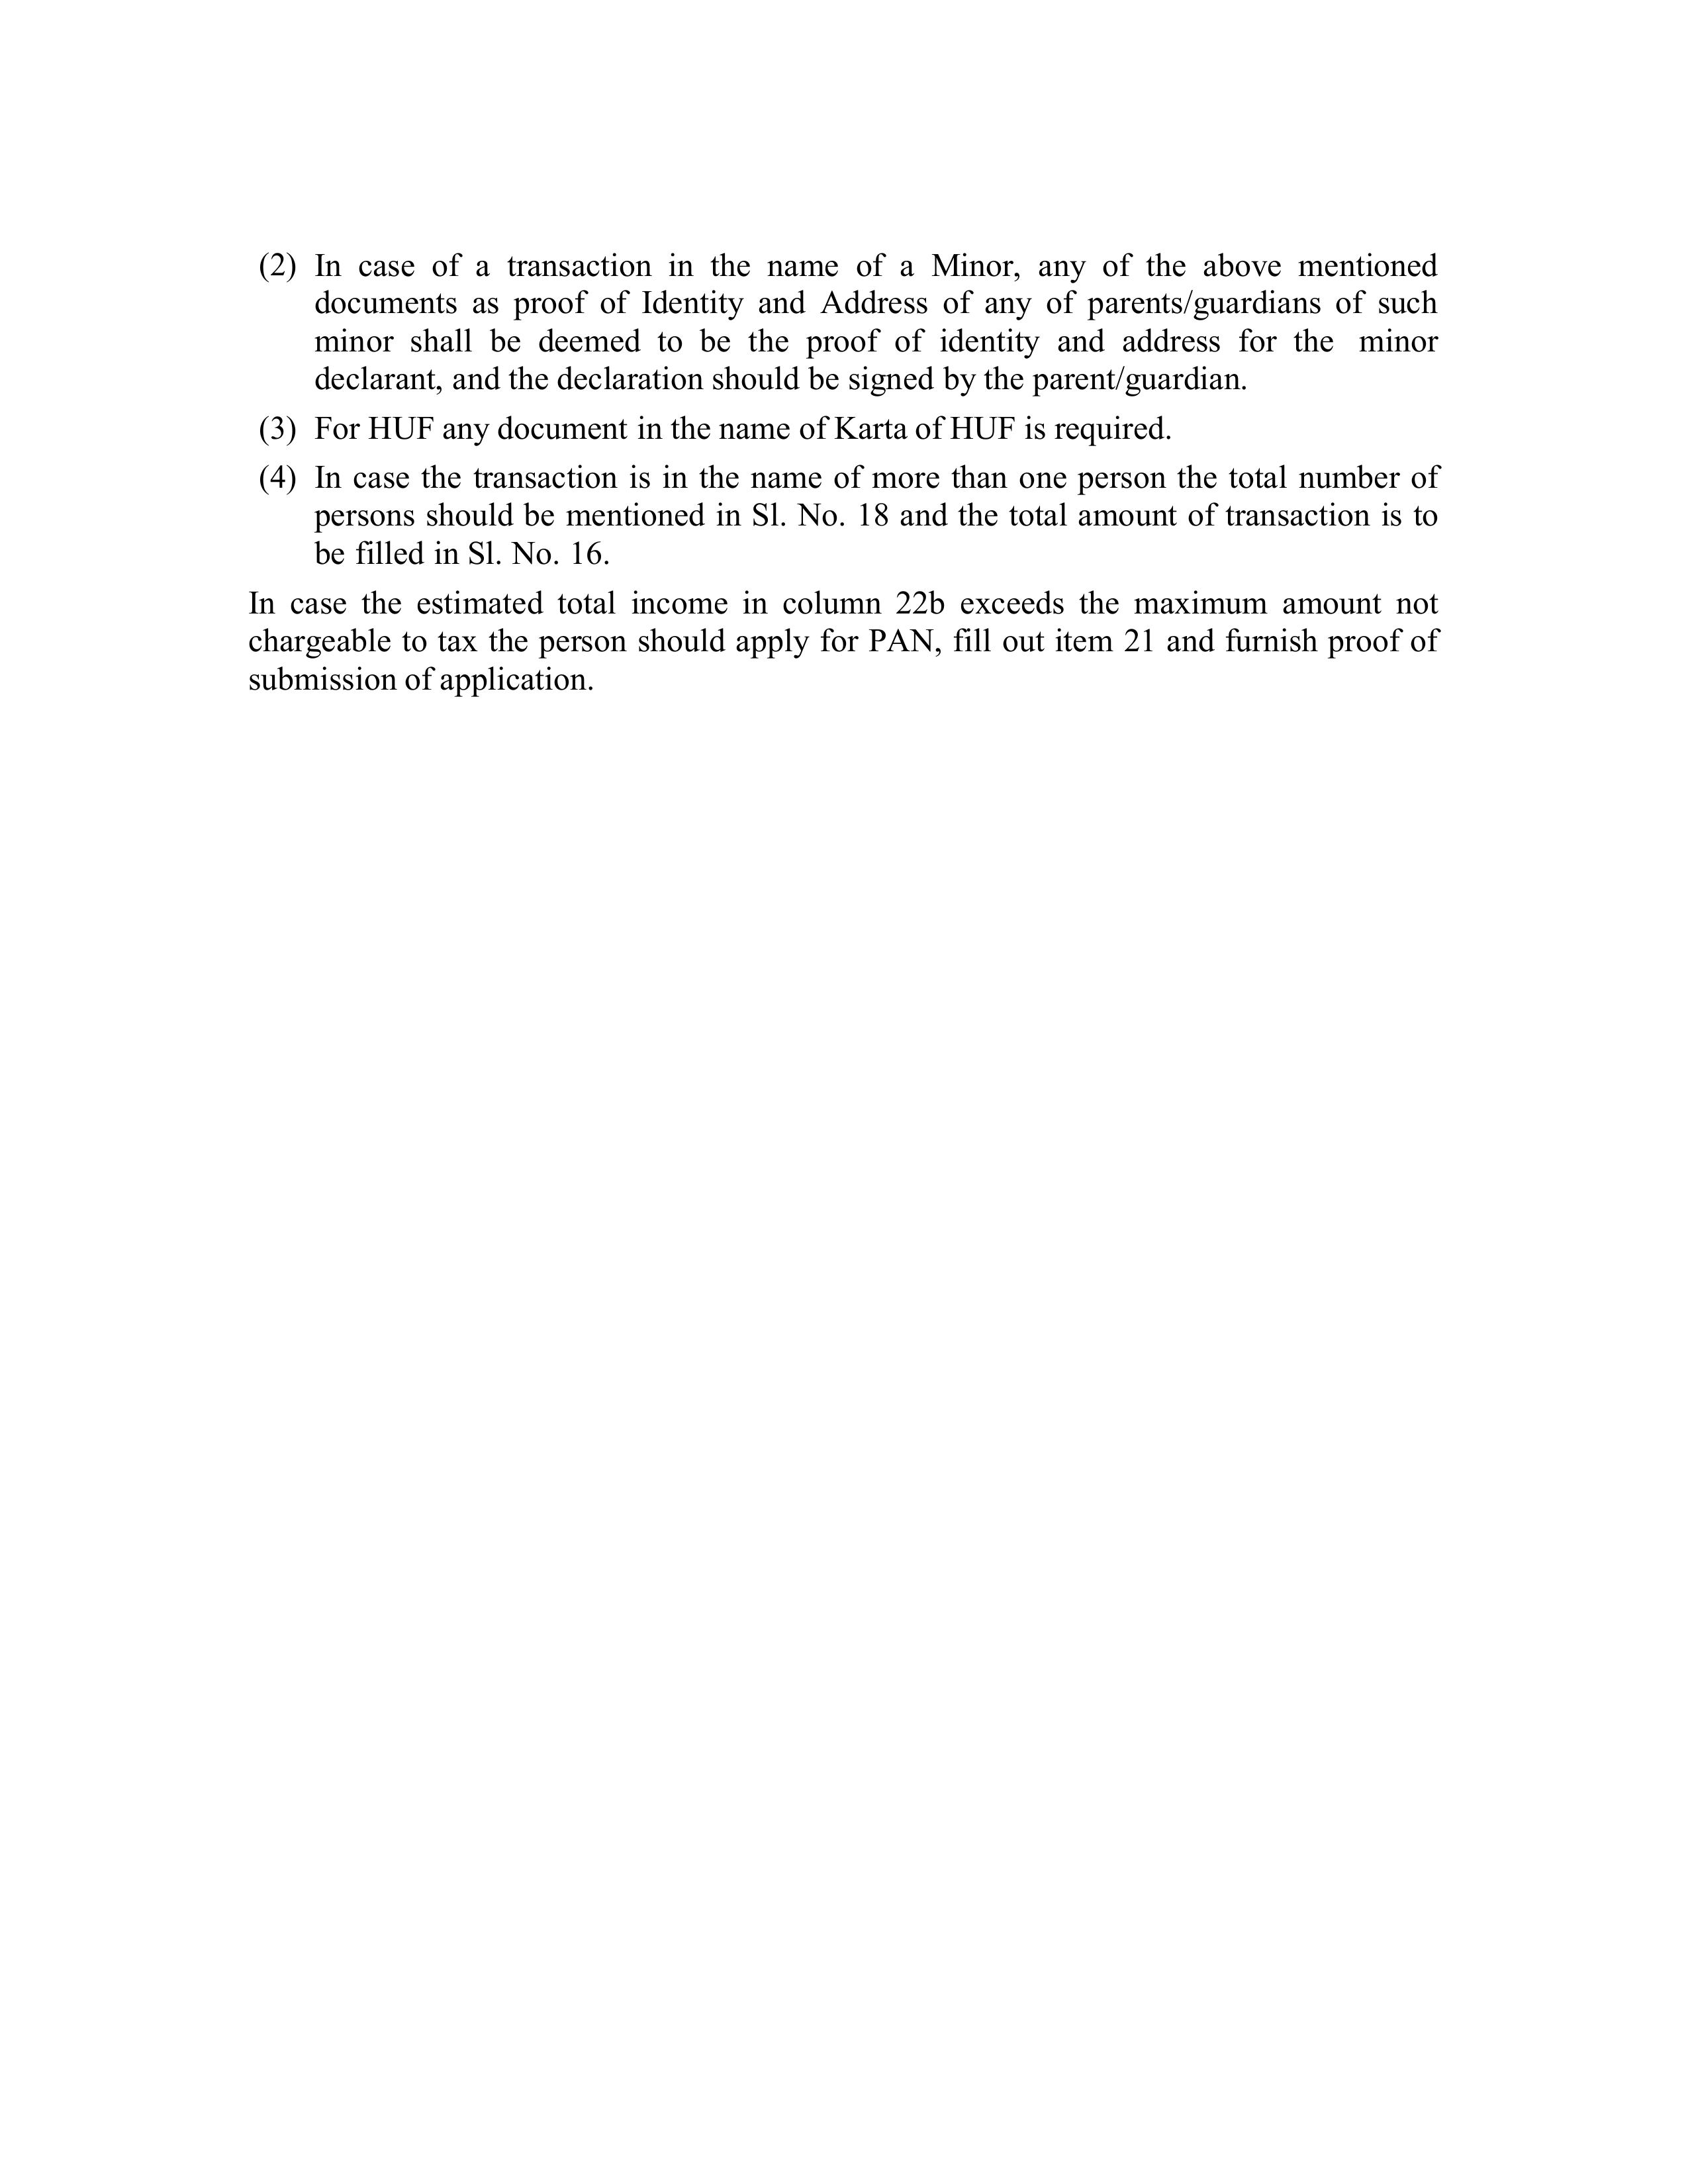 (2) In case of a transaction in the name of a Minor, any of the above mentioned
documents as proof of Identity and Address of any of parents/guardians of such
minor shall be deemed to be the proof of identity and address for the minor
declarant, and the declaration should be signed by the parent/guardian.
(3) For HUF any document in the name of Karta of HUF is required.
(4) In case the transaction is in the name of more than one person the total number of
persons should be mentioned in Sl. No. 18 and the total amount of transaction is to
be filled in Sl. No. 16.
In case the estimated total income in column 22b exceeds the maximum amount not
chargeable to tax the person should apply for PAN, fill out item 21 and furnish proof of
submission of application.